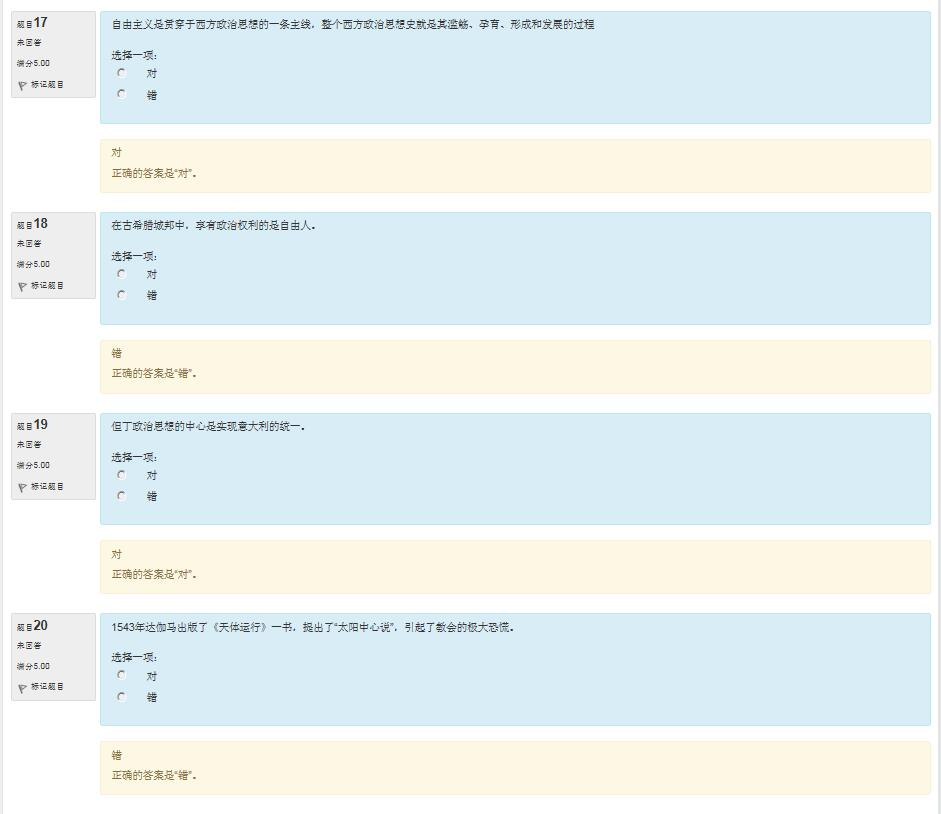 题目17
未回答
满分5.00
标记题目
自由主义是贯穿于西方政治思想的一条主线，整个西方政治思想史就是其滥觞、孕育、形成和发展的过程
选择一项：
对
错
对
正确的答案是“对”。
题目18
未回答
满分5.00
标记题目
在古希腊城邦中，享有政治权利的是自由人。
选择一项：
对
错
错
正确的答案是“错”。
题目19
未回答
满分5.00
标记题目
但丁政治思想的中心是实现意大利的统一。
选择一项：
对
错
对
正确的答案是“对”。
题目20
未回答
满分5.00
标记题目
1543年达伽马出版了《天体运行》一书，提出了“太阳中心说”，引起了教会的极大恐慌。
选择一项：
对
错
错
正确的答案是“错”。